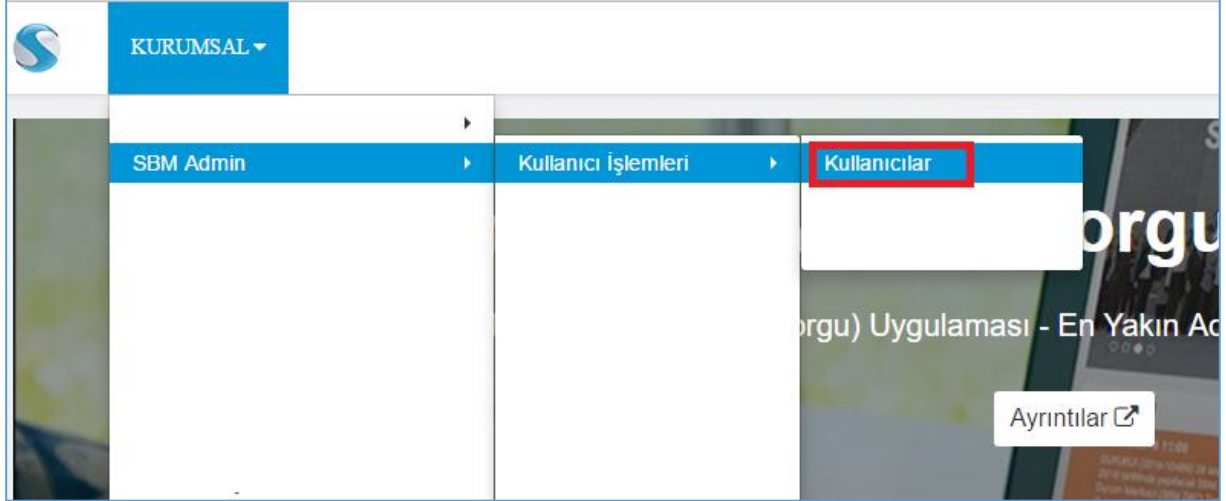 KURUMSAL
SBM Admin
Kullanıcı İşlemleri
Kullanıcılar
orgu
orgu) Uygulaması - En Yakın Ac
Ayrıntılar